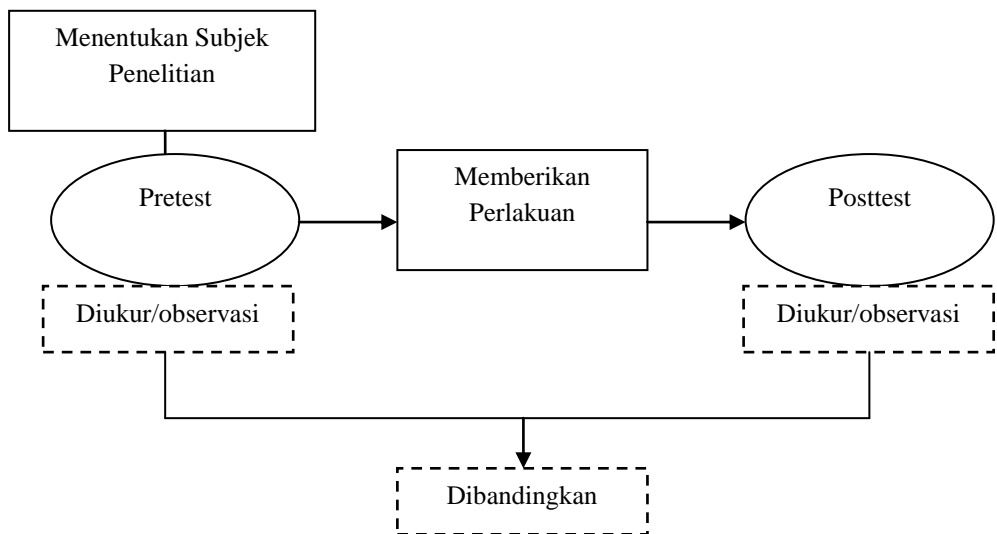 Menentukan Subjek
Penelitian
Pretest
Memberikan
Perlakuan
Posttest
Diukur/observasi
Diukur/observasi
Dibandingkan